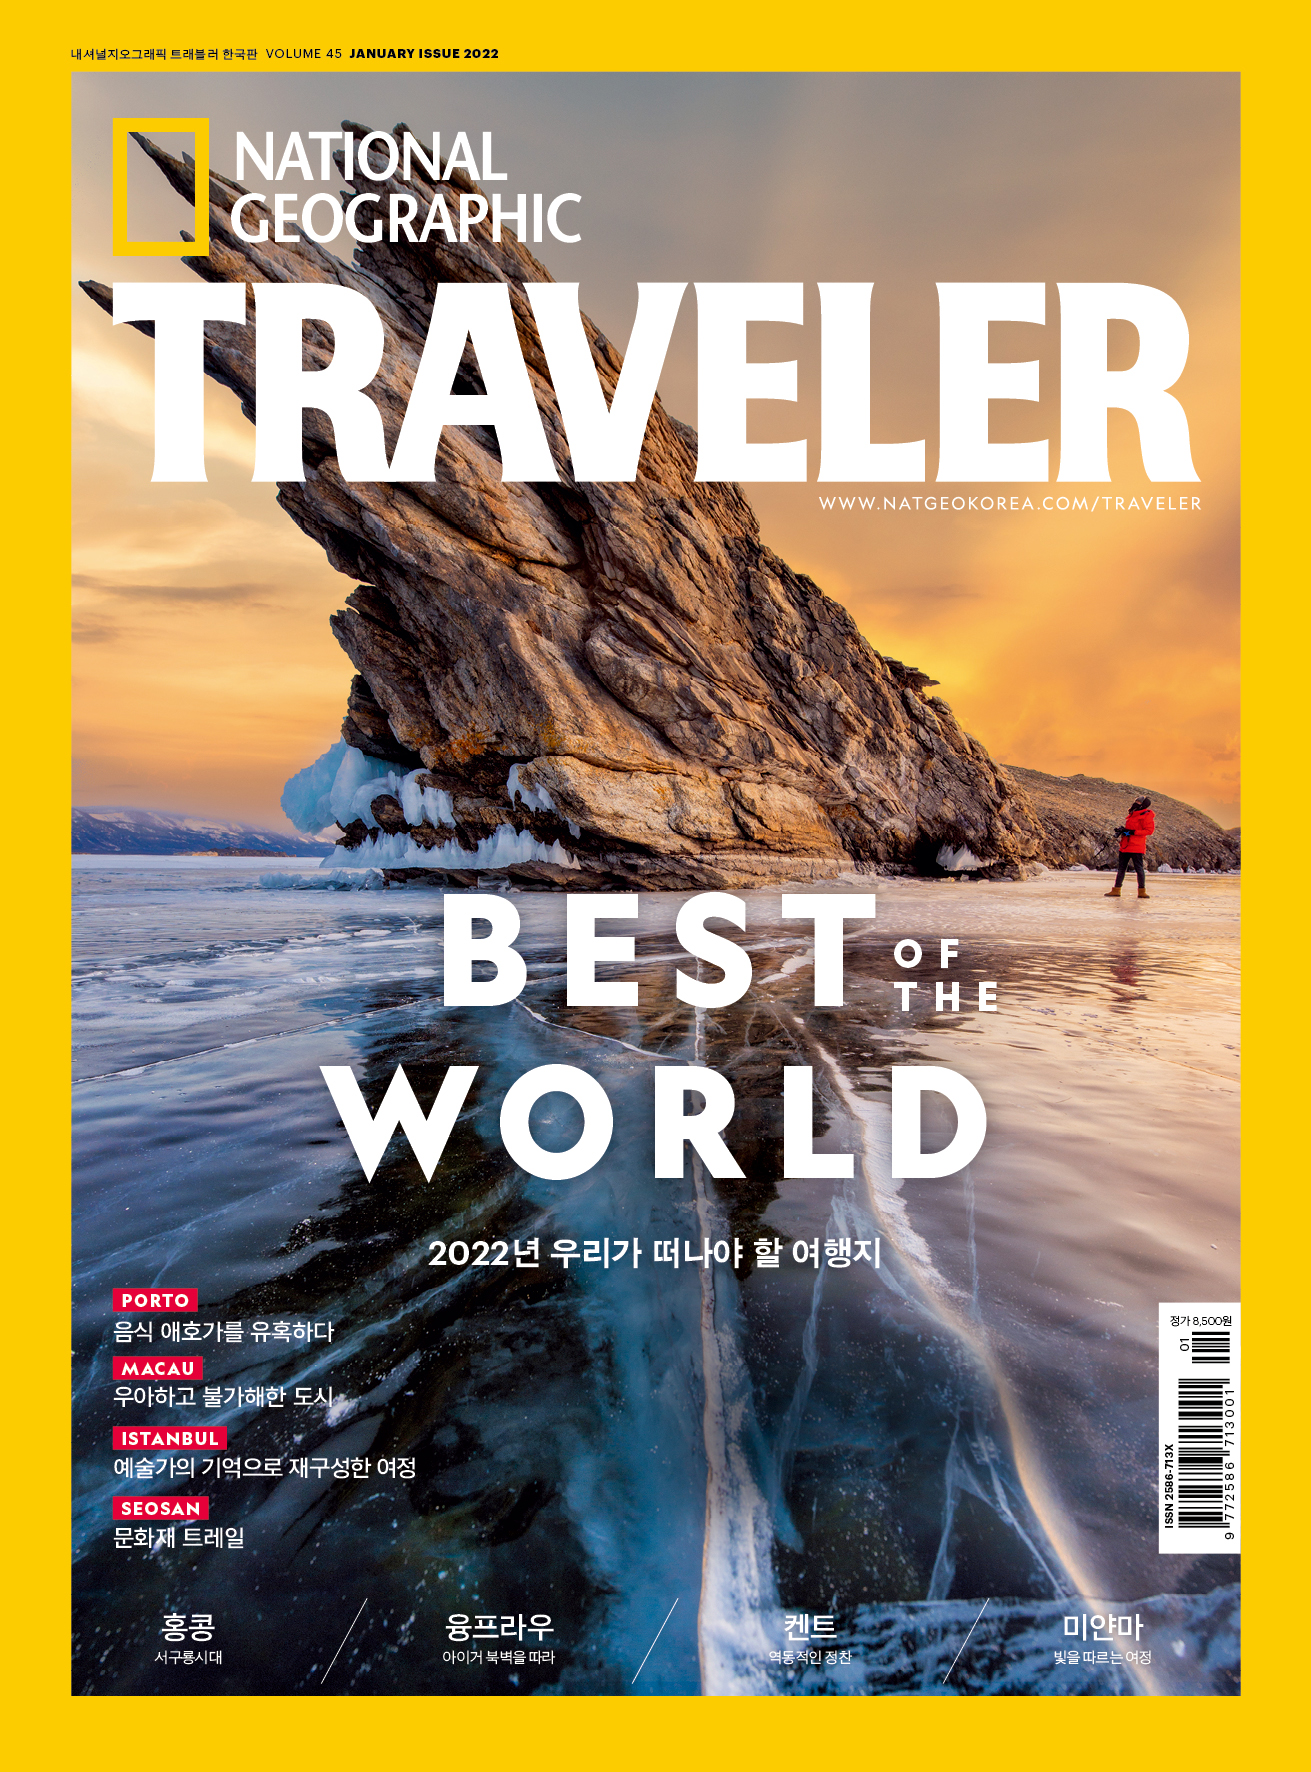 내셔널지오그래픽 트래블러 한국판 VOLUME 45 JANUARY ISSUE 2022
NATIONAL
GEOGRAPHIC
TRAVELER
WWW.NATGEOKOREA.COM/TRAVELER
BEST
OF
THE
WORLD
2022년 우리가 떠나야 할 여행지
PORTO
음식 애호가를 유혹하다
MACAU
우아하고 불가해한 도시
ISTANBUL
예술가의 기억으로 재구성한 여정
SEOSAN
문화재 트레일
정가 8,500원
01
ISSN 2586-713X
9 772586 713001
홍콩
서구룡시대
융프라우
아이거 북벽을 따라
켄트
역동적인 정찬
미얀마
빛을 따르는 여정